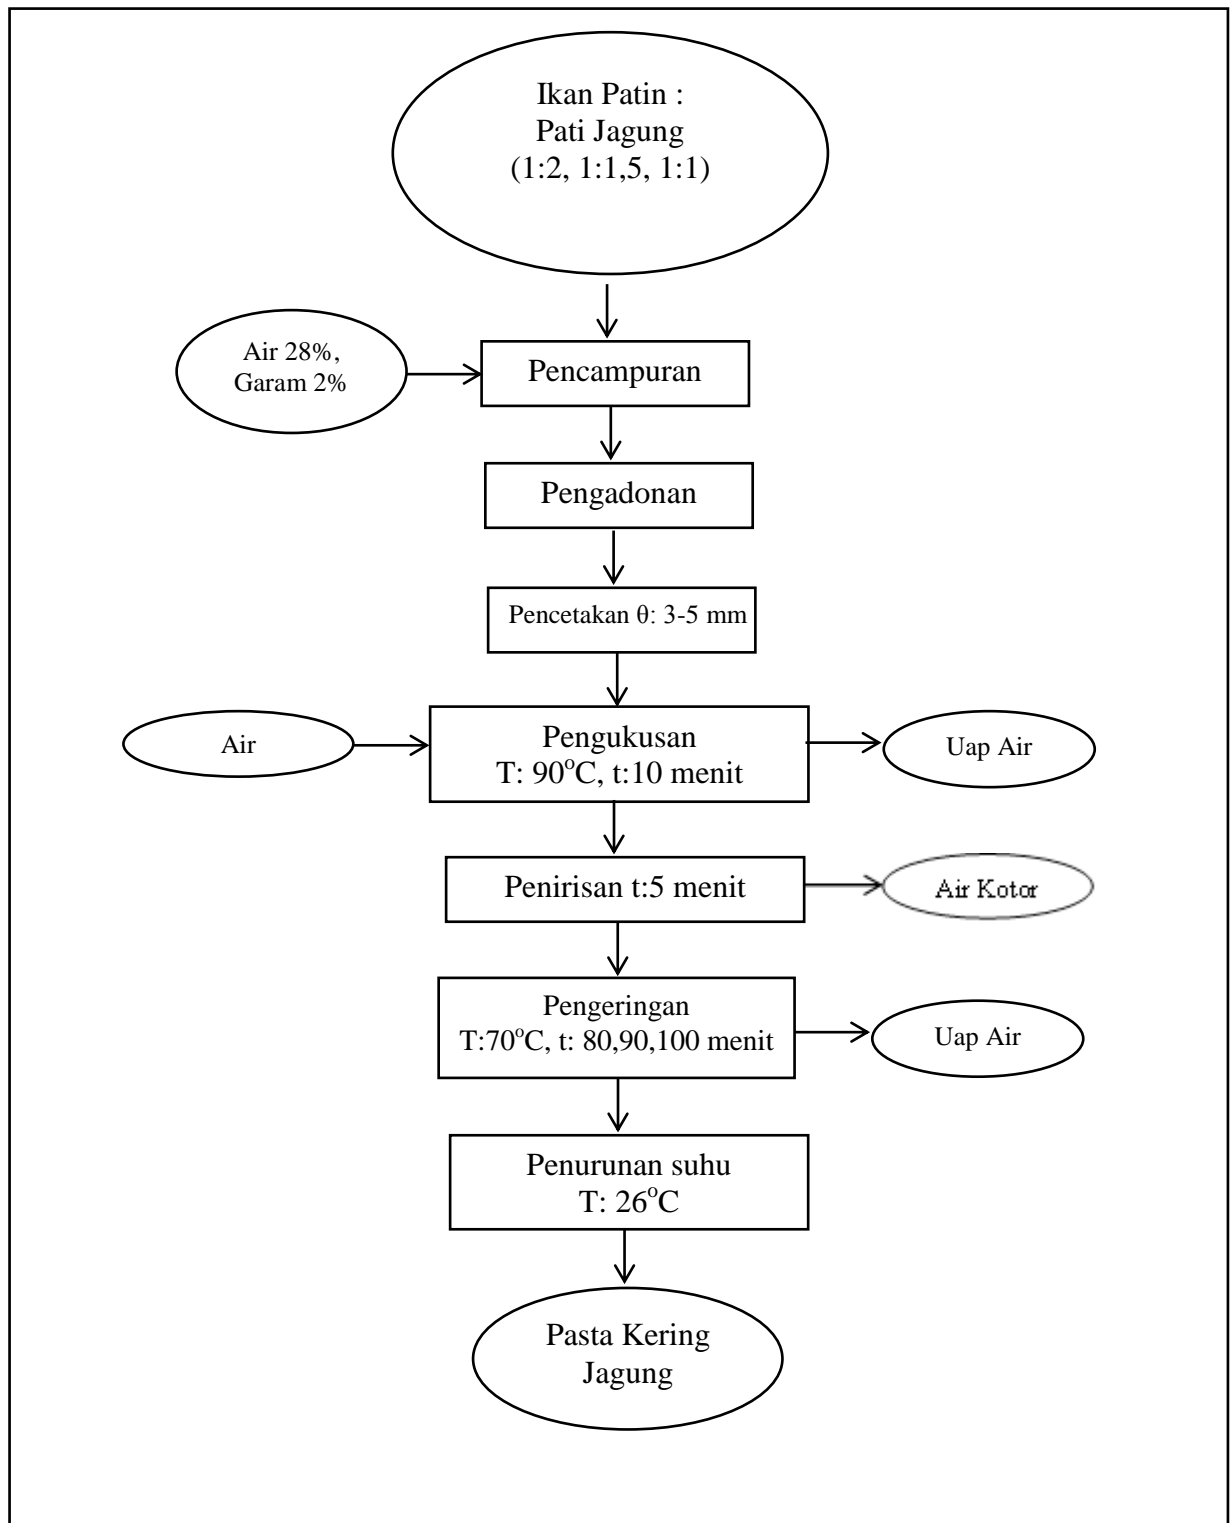 Ikan Patin :
Pati Jagung
(1:2, 1:1,5, 1:1)
Air 28%,
Garam 2%
Pencampuran
Pengadonan
Pencetakan θ: 3-5 mm
Air
Pengukusan
T: 90°C, t:10 menit
Uap Air
Penirisan t:5 menit
Air Kotor
Pengeringan
T:70°C, t: 80,90,100 menit
Uap Air
Penurunan suhu
T: 26°C
Pasta Kering
Jagung